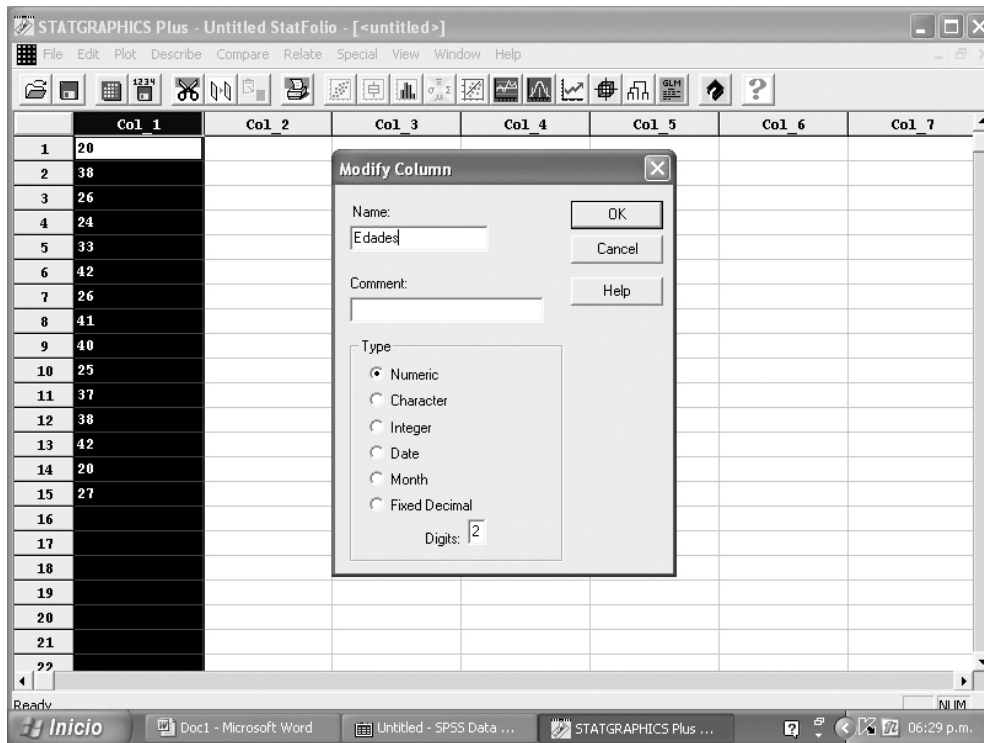 STATGRAPHICS Plus - Untitled StatFolio - [<untitled>]
File Edit Plot Describe Compare Relate Special View Window Help
1234
GLM
Col_1 Col_2 Col_3 Col_4 Col_5 Col_6 Col_7
1 20
2 38
3 26
4 24
5 33
6 42
7 26
8 41
9 40
10 25
11 37
12 38
13 42
14 20
15 27
16
17
18
19
20
21
22
Modify Column
Name:
Edades
OK
Cancel
Comment:
Help
Type
Numeric
Character
Integer
Date
Month
Fixed Decimal
Digits: 2
Ready NUM
Inicio Doc1 - Microsoft Word Untitled - SPSS Data ... STATGRAPHICS Plus ... 06:29 p.m.